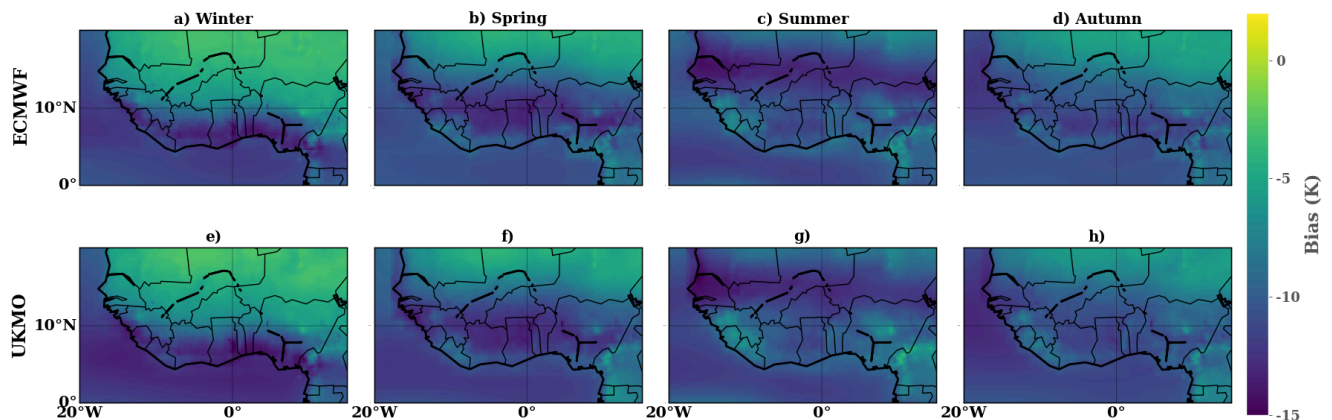 a) Winter
b) Spring
c) Summer
d) Autumn
ECMWF
10°N
0°
0
-5
-10
-15
Bias (K)
e)
f)
g)
h)
UKMO
10°N
0°
20°W 0° 20°W 0° 20°W 0° 20°W 0°